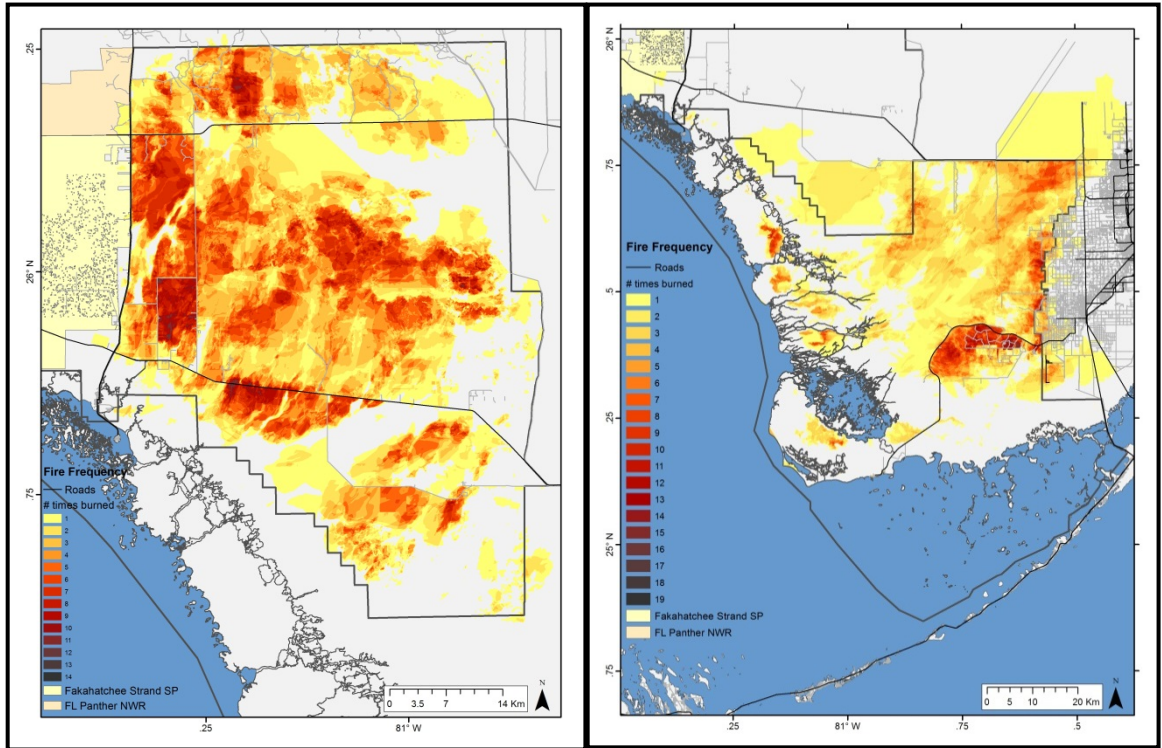 .25
26° N
.75
Fire Frequency
Roads
# times burned
1
2
3
4
5
6
7
8
9
10
11
12
13
14
Fakahatchee Strand SP
FL Panther NWR
0 3.5 7 14 Km
N
.25 81° W
26° N
.75
.5
.25
25° N
.75
Fire Frequency
Roads
# times burned
1
2
3
4
5
6
7
8
9
10
11
12
13
14
15
16
17
18
19
Fakahatchee Strand SP
FL Panther NWR
0 5 10 20 Km
N
.25 81° W .75 .5